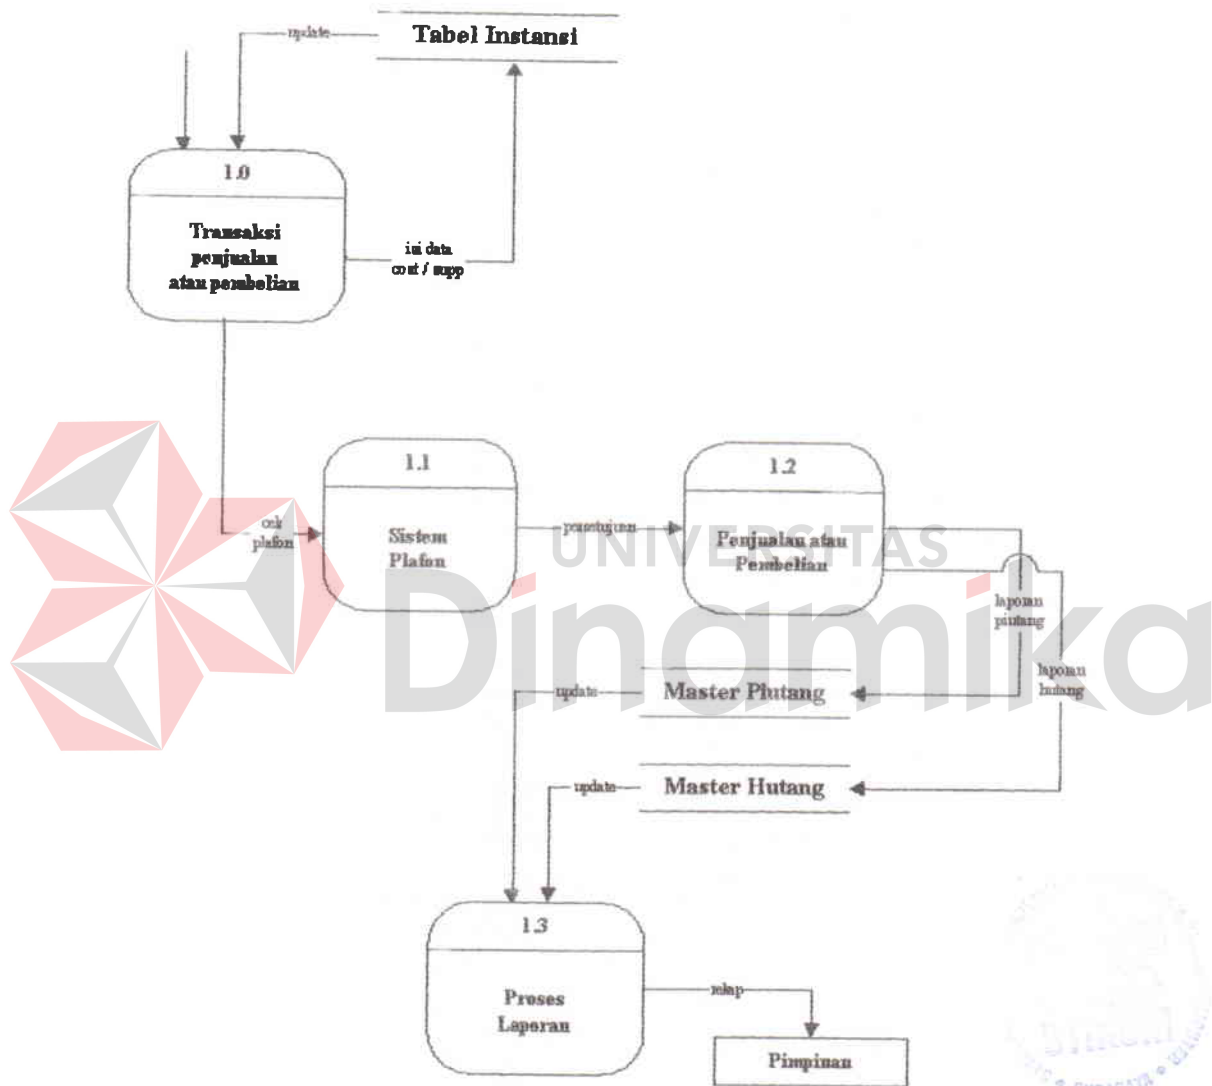 update
Tabel Instansi
1.0
Transaksi
penjualan
atau pembelian
isi data
cost / supp
1.1
Sistem
Plafon
cek
plafon
persetujuan
1.2
Penjualan atau
Pembelian
UNIVERSITAS
Dinamika
laporan
piutang
laporan
hutang
update
Master Piutang
update
Master Hutang
1.3
Proses
Laporan
rekap
Pimpinan